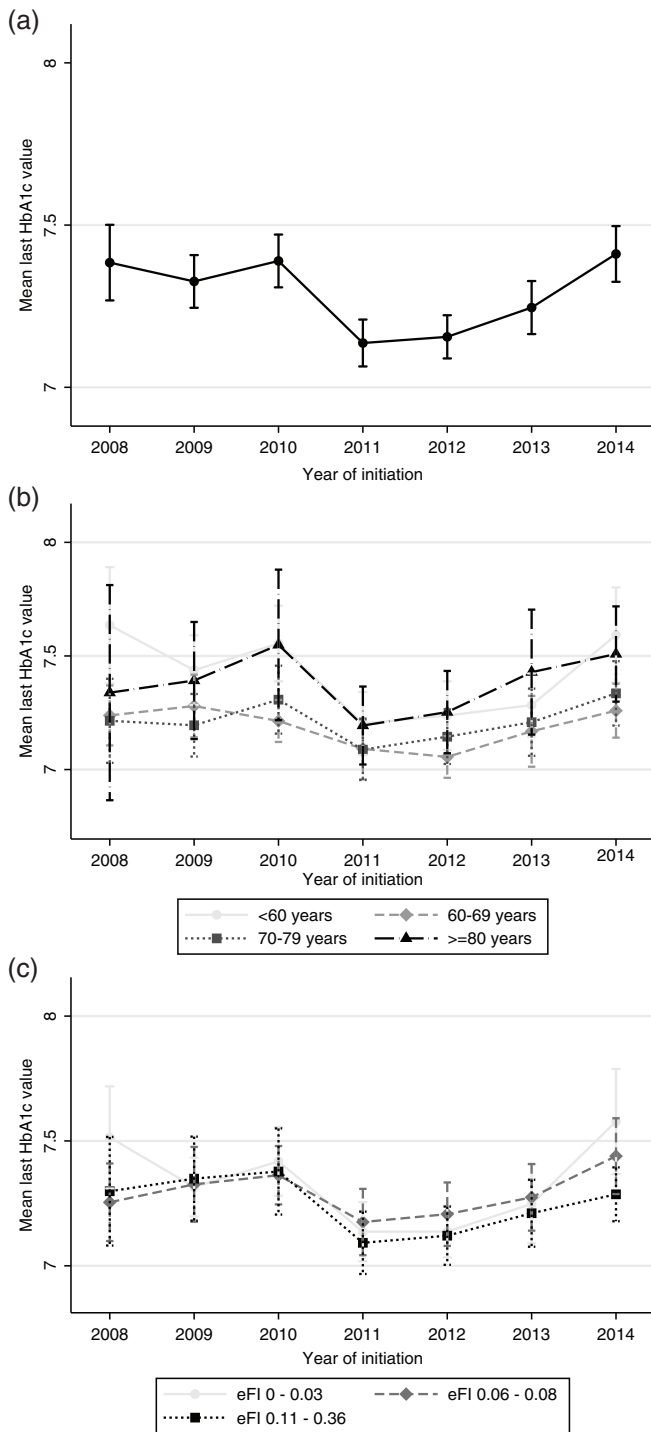 (a)
8
7.5
7
Mean last HbA1c value
2008 2009 2010 2011 2012 2013 2014
Year of initiation
(b)
8
7.5
7
Mean last HbA1c value
2008 2009 2010 2011 2012 2013 2014
Year of initiation
<60 years 60-69 years
70-79 years >=80 years
(c)
8
7.5
7
Mean last HbA1c value
2008 2009 2010 2011 2012 2013 2014
Year of initiation
eFI 0 - 0.03 eFI 0.06 - 0.08
eFI 0.11 - 0.36